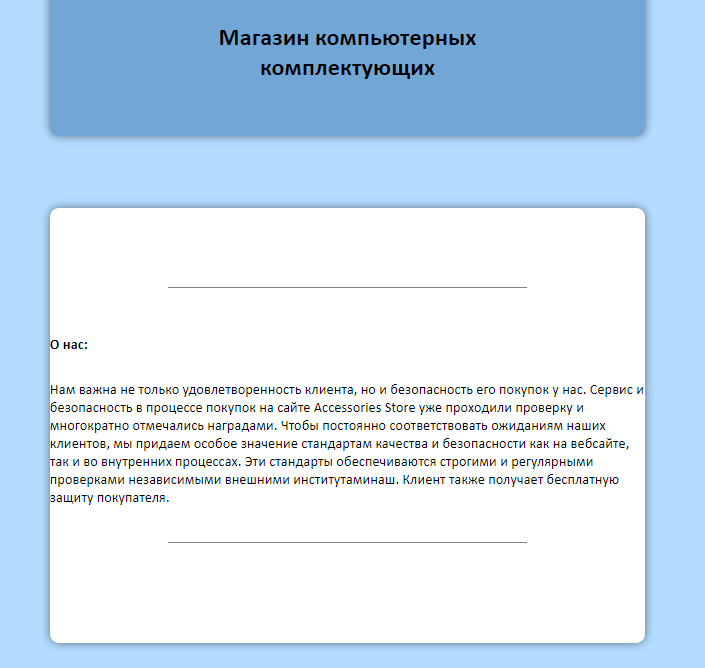 Магазин компьютерных
комплектующих
О нас:
Нам важна не только удовлетворенность клиента, но и безопасность его покупок у нас. Сервис и
безопасность в процессе покупок на сайте Accessories Store уже проходили проверку и
многократно отмечались наградами. Чтобы постоянно соответствовать ожиданиям наших
клиентов, мы придаем особое значение стандартам качества и безопасности как на вебсайте,
так и во внутренних процессах. Эти стандарты обеспечиваются строгими и регулярными
проверками независимыми внешними институтаминаш. Клиент также получает бесплатную
защиту покупателя.